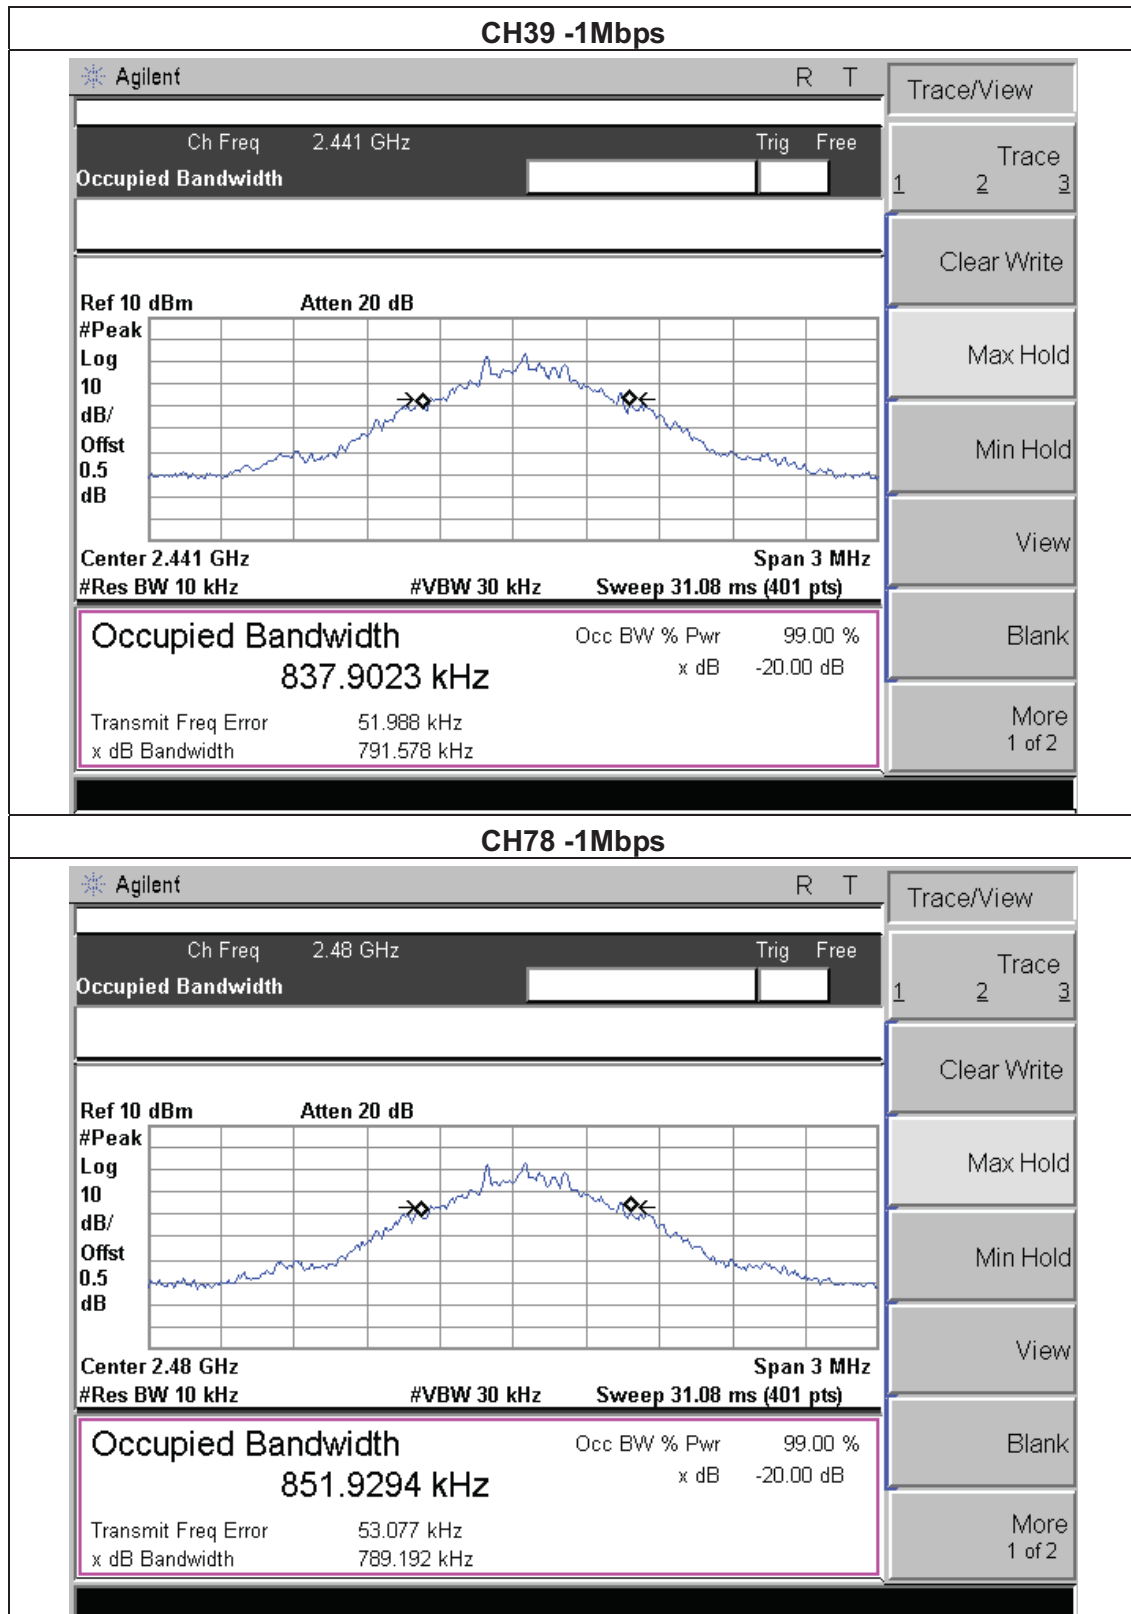 CH39 -1Mbps
Agilent R T
Trace/View
Ch Freq 2.441 GHz Trig Free
Occupied Bandwidth
Trace
1 2 3
Clear Write
Ref 10 dBm Atten 20 dB
#Peak
Log
10
dB/
Offst
0.5
dB
Max Hold
Min Hold
View
Center 2.441 GHz Span 3 MHz
#Res BW 10 kHz #VBW 30 kHz Sweep 31.08 ms (401 pts)
Occupied Bandwidth Occ BW % Pwr 99.00 %
837.9023 kHz x dB -20.00 dB
Transmit Freq Error 51.988 kHz
x dB Bandwidth 791.578 kHz
Blank
More
1 of 2
CH78 -1Mbps
Agilent R T
Trace/View
Ch Freq 2.48 GHz Trig Free
Occupied Bandwidth
Trace
1 2 3
Clear Write
Ref 10 dBm Atten 20 dB
#Peak
Log
10
dB/
Offst
0.5
dB
Max Hold
Min Hold
View
Center 2.48 GHz Span 3 MHz
#Res BW 10 kHz #VBW 30 kHz Sweep 31.08 ms (401 pts)
Occupied Bandwidth Occ BW % Pwr 99.00 %
851.9294 kHz x dB -20.00 dB
Transmit Freq Error 53.077 kHz
x dB Bandwidth 789.192 kHz
Blank
More
1 of 2